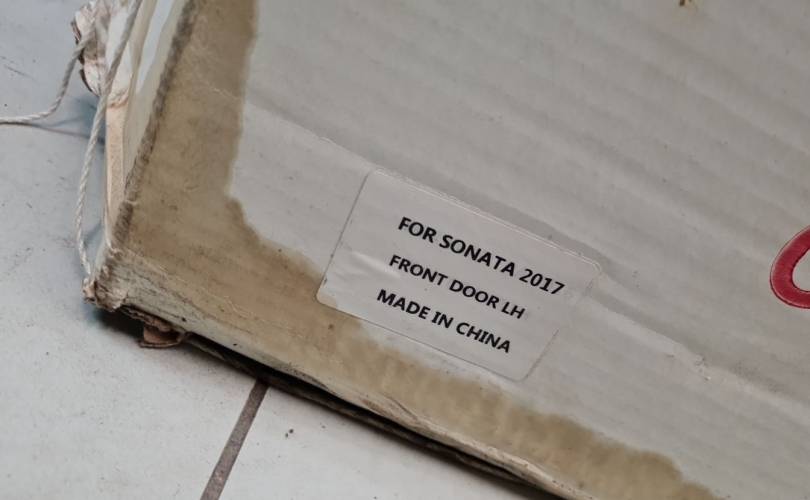 FOR SONATA 2017
FRONT DOOR LH
MADE IN CHINA